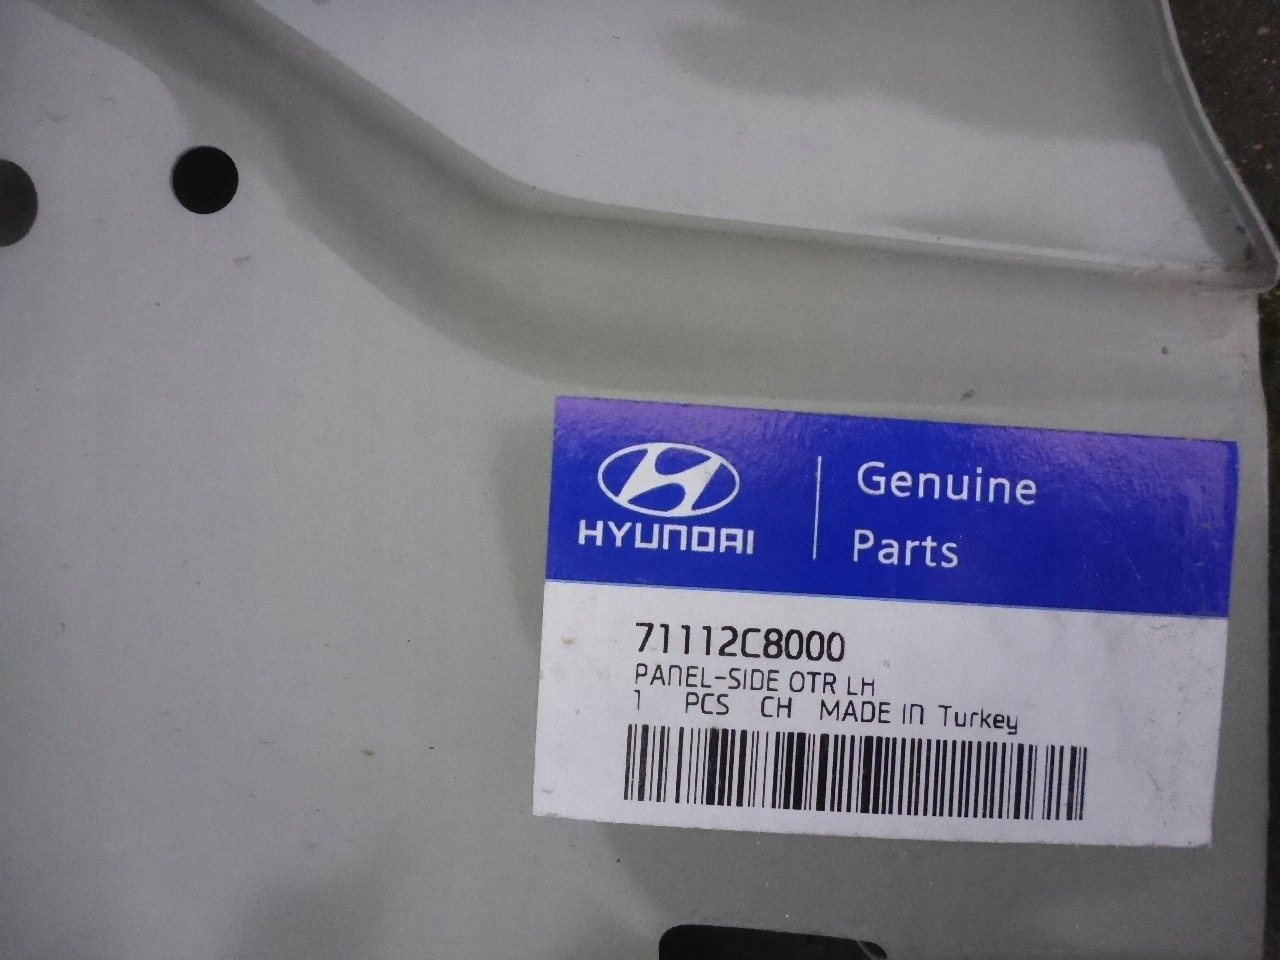 HYUNDAI
Genuine
Parts
71112C8000
PANEL-SIDE OTR LH
1 PCS CH MADE IN Turkey